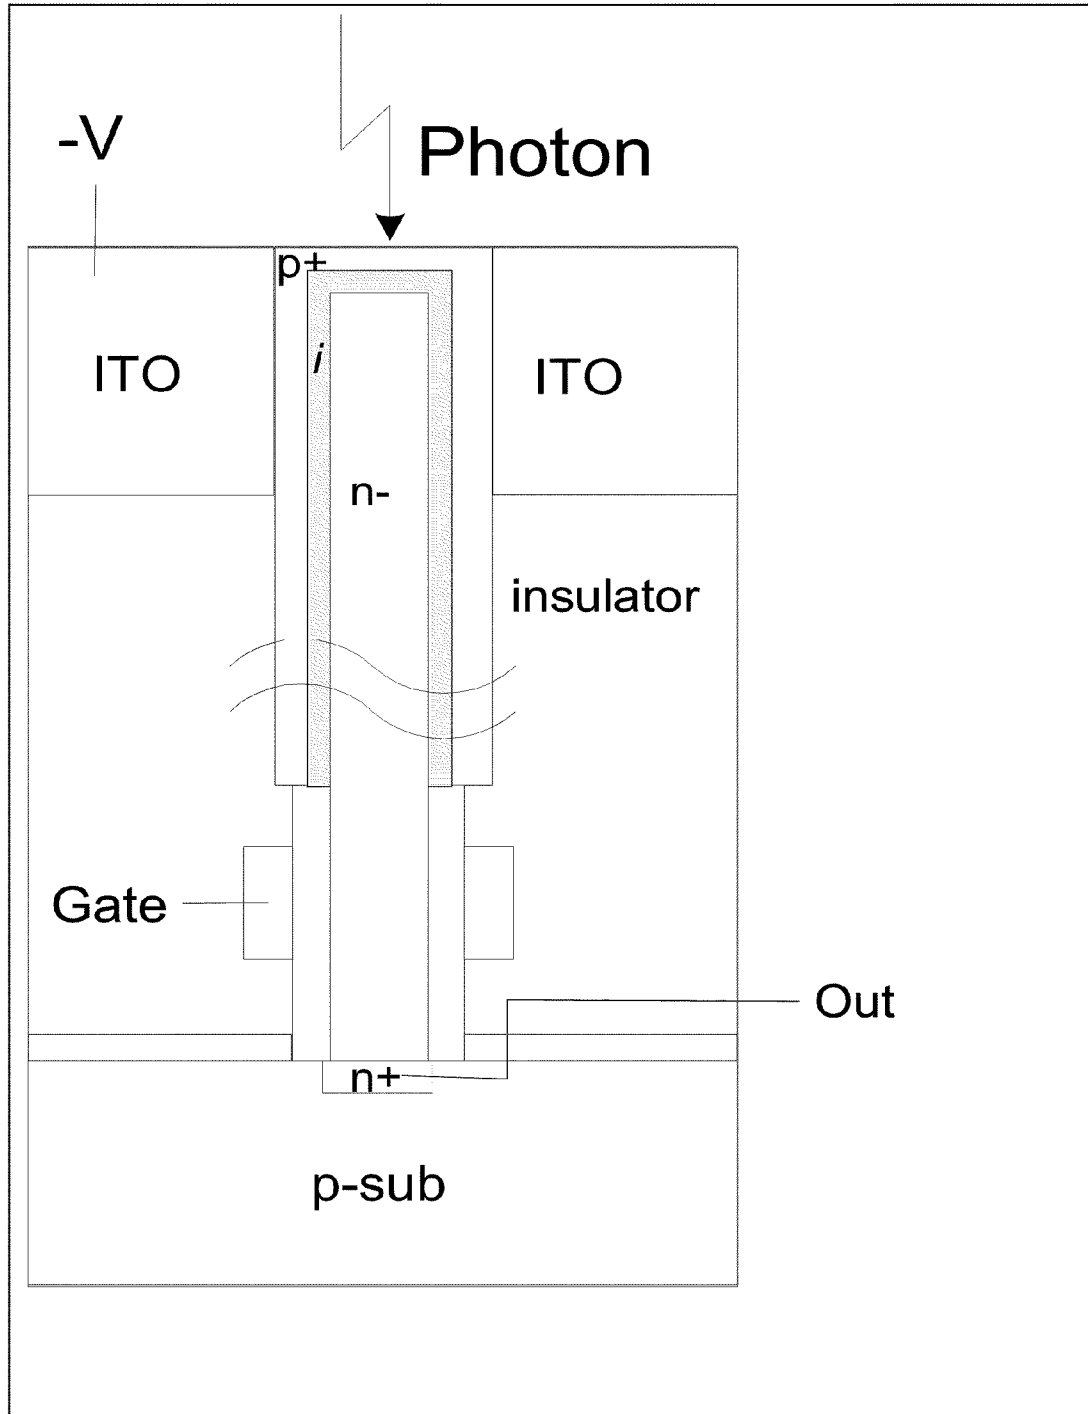 -V
Photon
p+
i
ITO
ITO
n-
insulator
Gate
Out
n+
p-sub